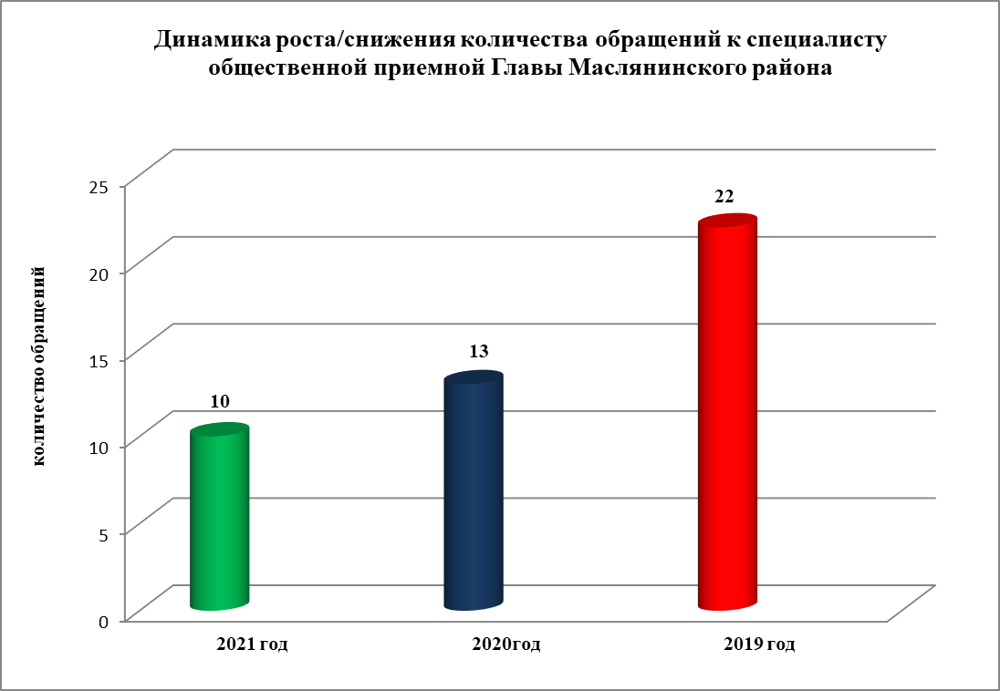 Динамика роста/снижения количества обращений к специалисту
общественной приемной Главы Маслянинского района
количество обращений
25
20
15
10
5
0
10
13
22
2021 год
2020год
2019 год